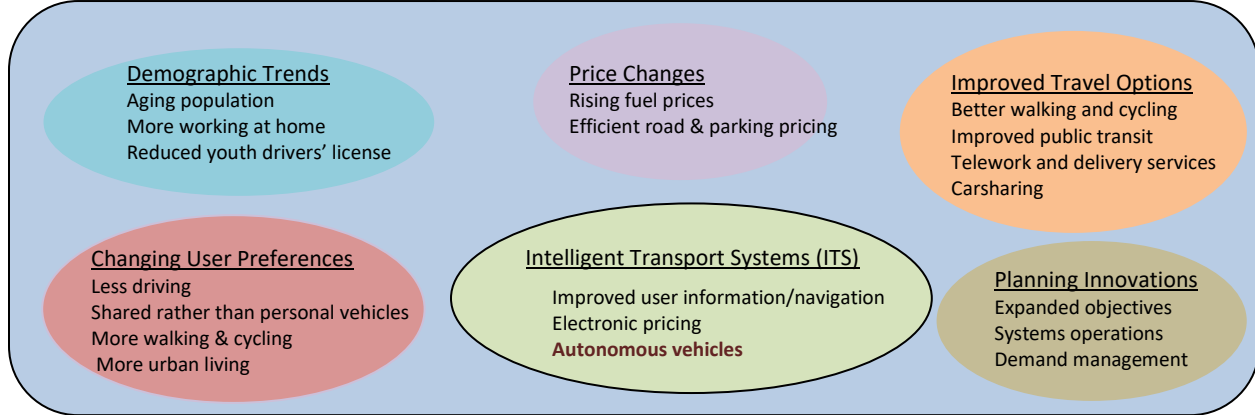 Demographic Trends
Aging population
More working at home
Reduced youth drivers’ license
Price Changes
Rising fuel prices
Efficient road & parking pricing
Improved Travel Options
Better walking and cycling
Improved public transit
Telework and delivery services
Carsharing
Changing User Preferences
Less driving
Shared rather than personal vehicles
More walking & cycling
More urban living
Intelligent Transport Systems (ITS)
Improved user information/navigation
Electronic pricing
Autonomous vehicles
Planning Innovations
Expanded objectives
Systems operations
Demand management